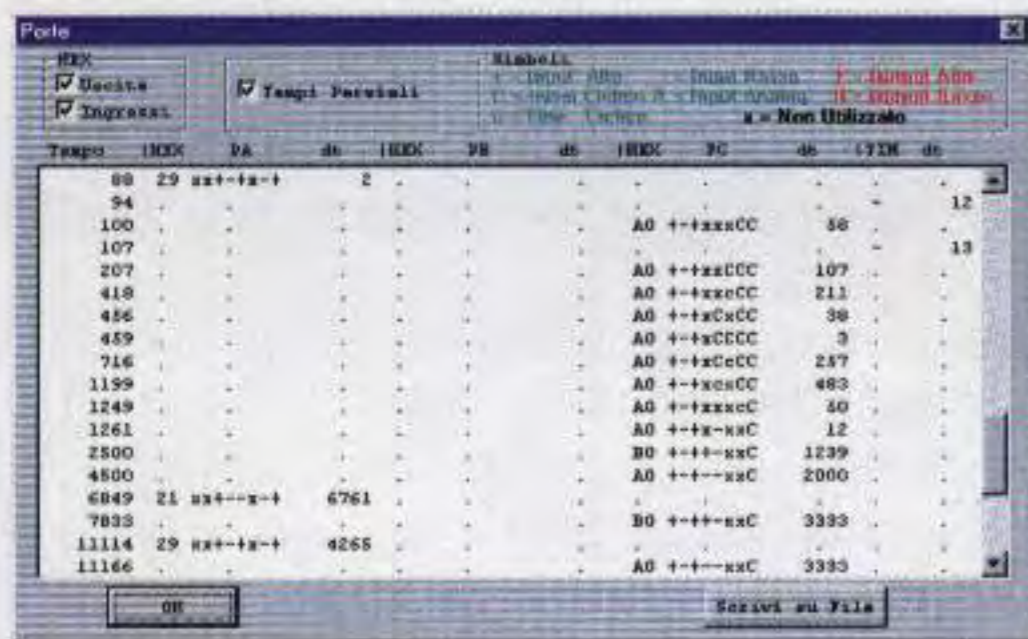 Porte
HEX
Uscite
Ingressi
Tempi Parziali
Simboli
x = Non Utilizzato
Tempo HEX PA dt HEX PB dt HEX PC dt TIM dt
88 29 xx+-+x-+ 2 . . . . . . . .
94 . . . . . . . . . - 12
100 . . . . . . A0 +-+xxxCC 58 . .
107 . . . . . . . . . - 13
207 . . . . . . A0 +-+xxCCC 107 . .
418 . . . . . . A0 +-+xxcCC 211 . .
456 . . . . . . A0 +-+xCxCC 38 . .
459 . . . . . . A0 +-+xCCCC 3 . .
716 . . . . . . A0 +-+xCcCC 257 . .
1199 . . . . . . A0 +-+xcxCC 483 . .
1249 . . . . . . A0 +-+xxxcC 50 . .
1261 . . . . . . A0 +-+x-xxC 12 . .
2500 . . . . . . B0 +-++-xxC 1239 . .
4500 . . . . . . A0 +-+--xxC 2000 . .
6849 21 xx+--x-+ 6761 . . . . . . . .
7833 . . . . . . B0 +-++-xxC 3333 . .
11114 29 xx+-+x-+ 4265 . . . . . . . .
11166 . . . . . . A0 +-+--xxC 3333 . .
OK
Scrivi su File